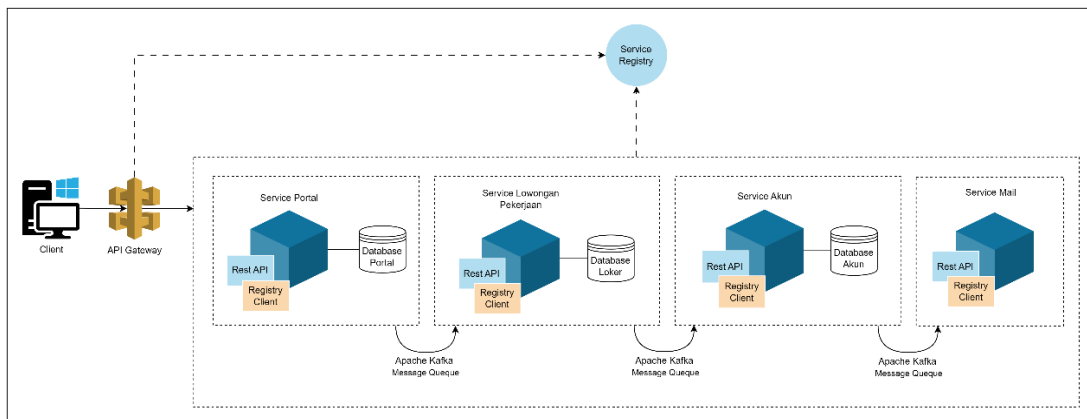 Service
Registry
Client
API Gateway
Service Portal
Rest API
Registry
Client
Database
Portal
Service Lowongan
Pekerjaan
Rest API
Registry
Client
Database
Loker
Service Akun
Rest API
Registry
Client
Database
Akun
Service Mail
Rest API
Registry
Client
Apache Kafka
Message Queque
Apache Kafka
Message Queque
Apache Kafka
Message Queque